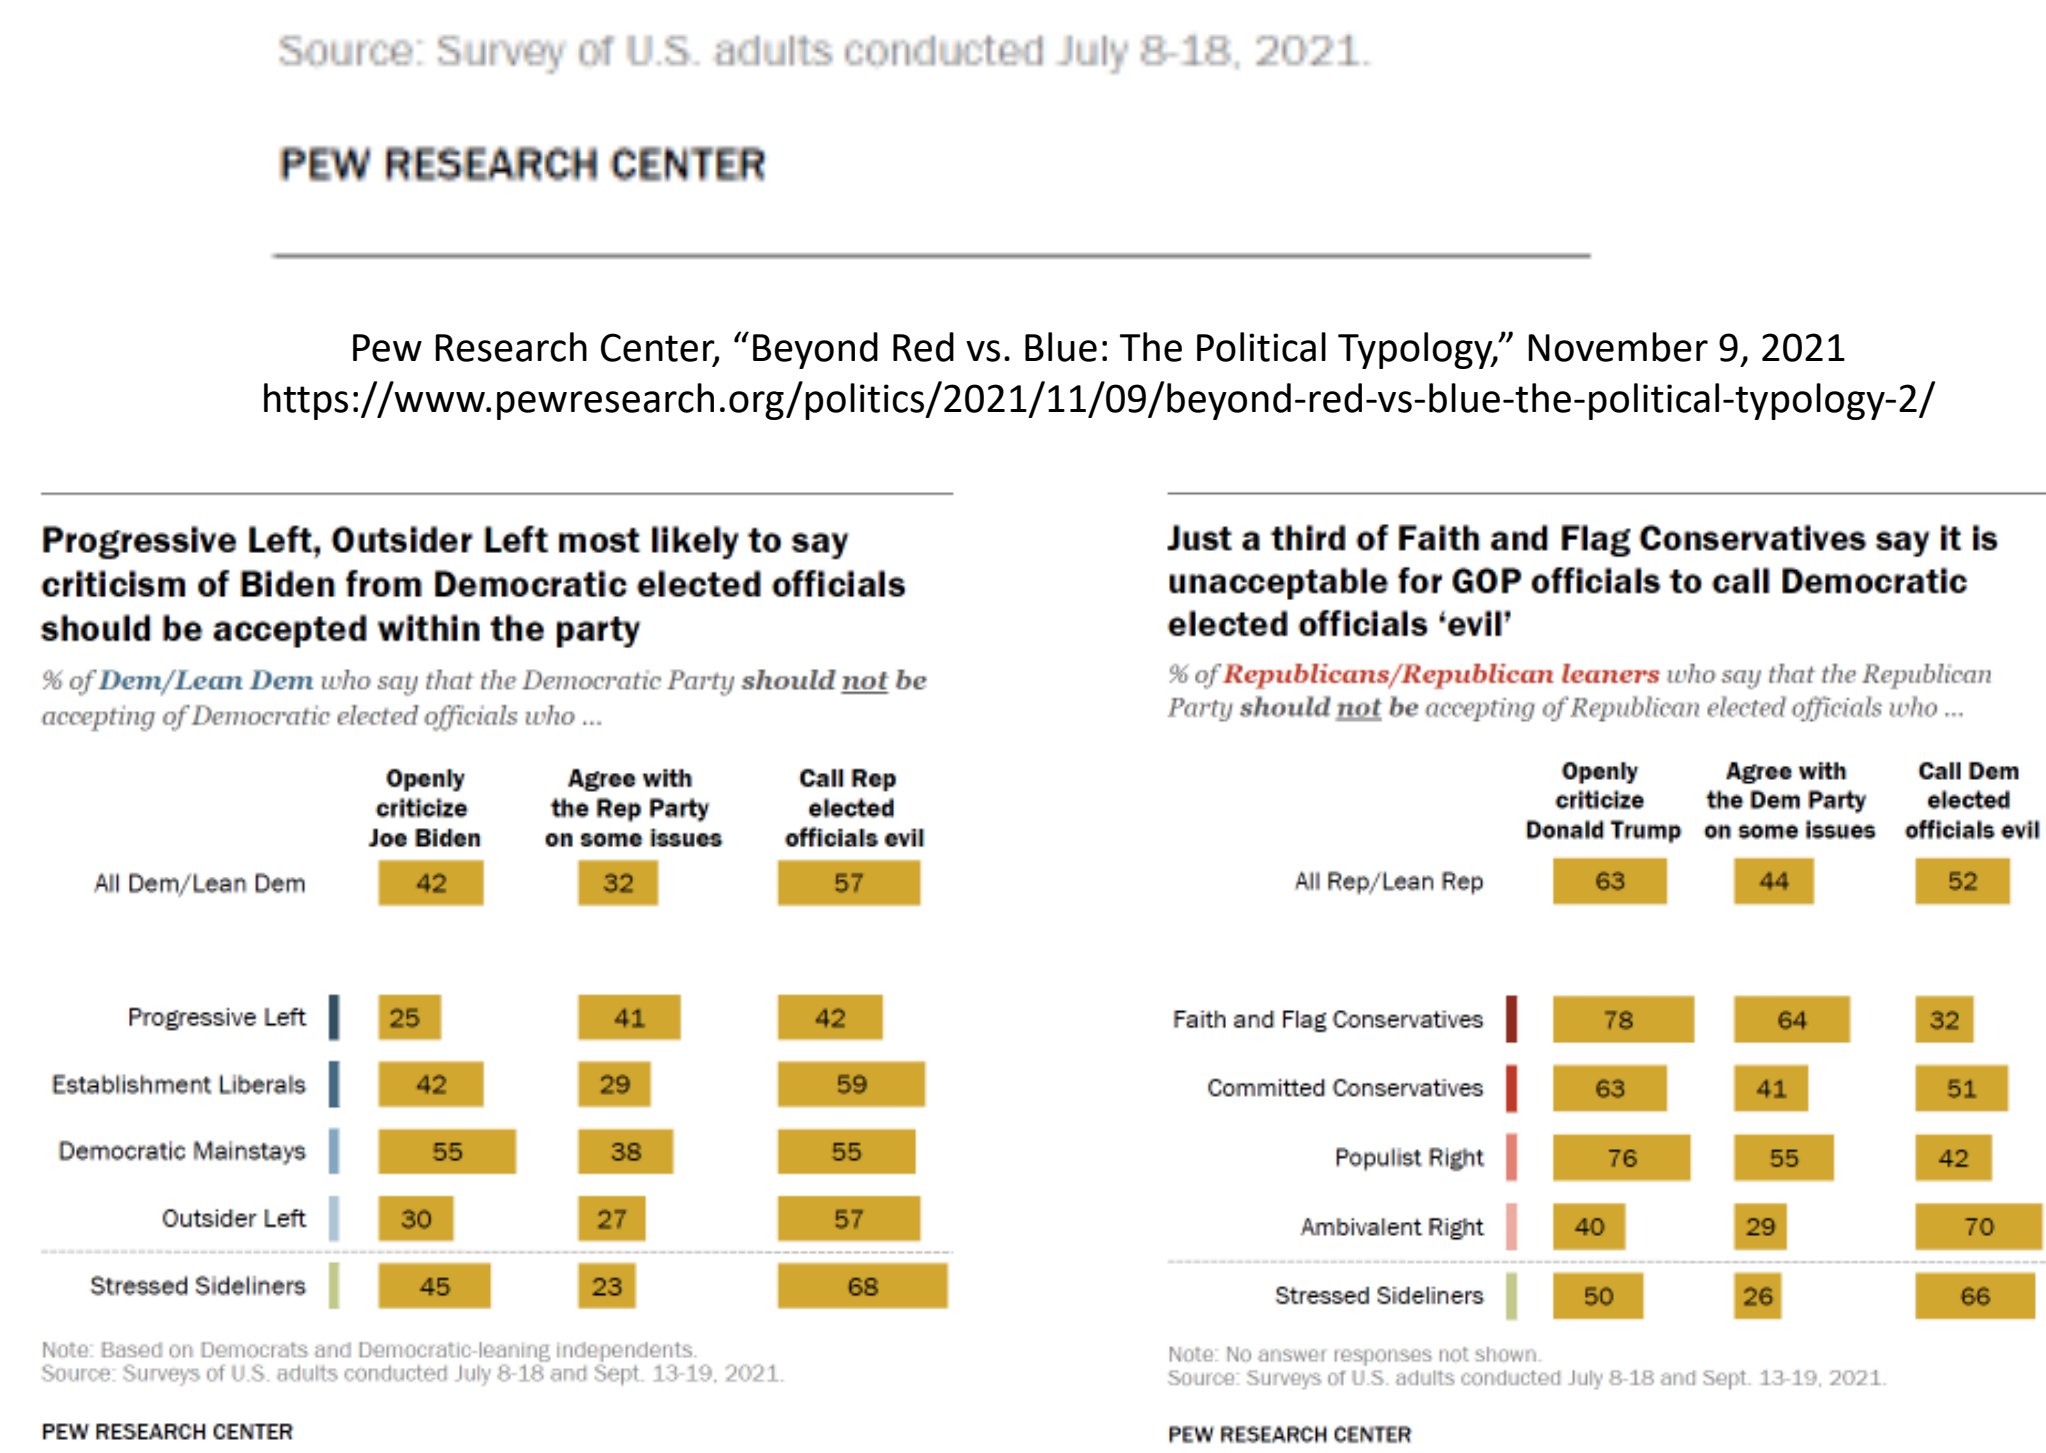 Source: Survey of U.S. adults conducted July 8-18, 2021.
PEW RESEARCH CENTER
Pew Research Center, “Beyond Red vs. Blue: The Political Typology,” November 9, 2021
https://www.pewresearch.org/politics/2021/11/09/beyond-red-vs-blue-the-political-typology-2/
Progressive Left, Outsider Left most likely to say
criticism of Biden from Democratic elected officials
should be accepted within the party
% of Dem/Lean Dem who say that the Democratic Party should not be
accepting of Democratic elected officials who ...
Openly Agree with Call Rep
criticize the Rep Party elected
Joe Biden on some issues officials evil
All Dem/Lean Dem 42 32 57
Progressive Left 25 41 42
Establishment Liberals 42 29 59
Democratic Mainstays 55 38 55
Outsider Left 30 27 57
Stressed Sideliners 45 23 68
Note: Based on Democrats and Democratic-leaning independents.
Source: Surveys of U.S. adults conducted July 8-18 and Sept. 13-19, 2021.
PEW RESEARCH CENTER
Just a third of Faith and Flag Conservatives say it is
unacceptable for GOP officials to call Democratic
elected officials ‘evil’
% of Republicans/Republican leaners who say that the Republican
Party should not be accepting of Republican elected officials who ...
Openly Agree with Call Dem
criticize the Dem Party elected
Donald Trump on some issues officials evil
All Rep/Lean Rep 63 44 52
Faith and Flag Conservatives 78 64 32
Committed Conservatives 63 41 51
Populist Right 76 55 42
Ambivalent Right 40 29 70
Stressed Sideliners 50 26 66
Note: No answer responses not shown.
Source: Surveys of U.S. adults conducted July 8-18 and Sept. 13-19, 2021.
PEW RESEARCH CENTER